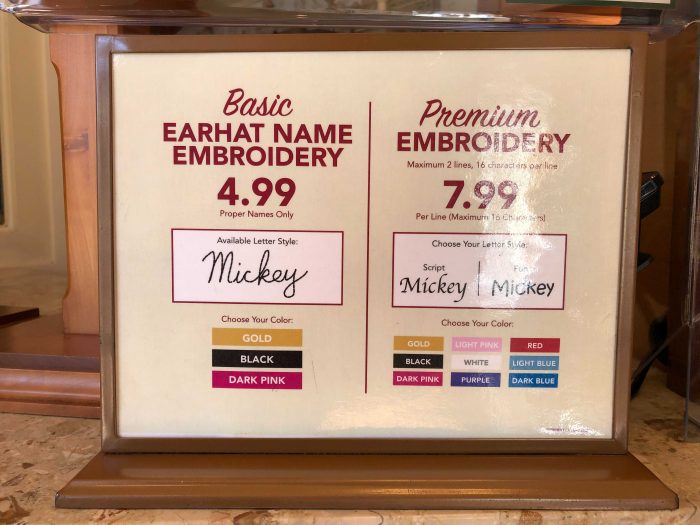 Basic
EARHAT NAME
EMBROIDERY
4.99
Proper Names Only
Available Letter Style:
Mickey
Choose Your Color:
GOLD
BLACK
DARK PINK
Premium
EMBROIDERY
Maximum 2 lines, 16 characters per line
7.99
Per Line (Maximum 16 Characters)
Choose Your Letter Style:
Script
Mickey
Fun
Mickey
Choose Your Color:
GOLD LIGHT PINK RED
BLACK WHITE LIGHT BLUE
DARK PINK PURPLE DARK BLUE